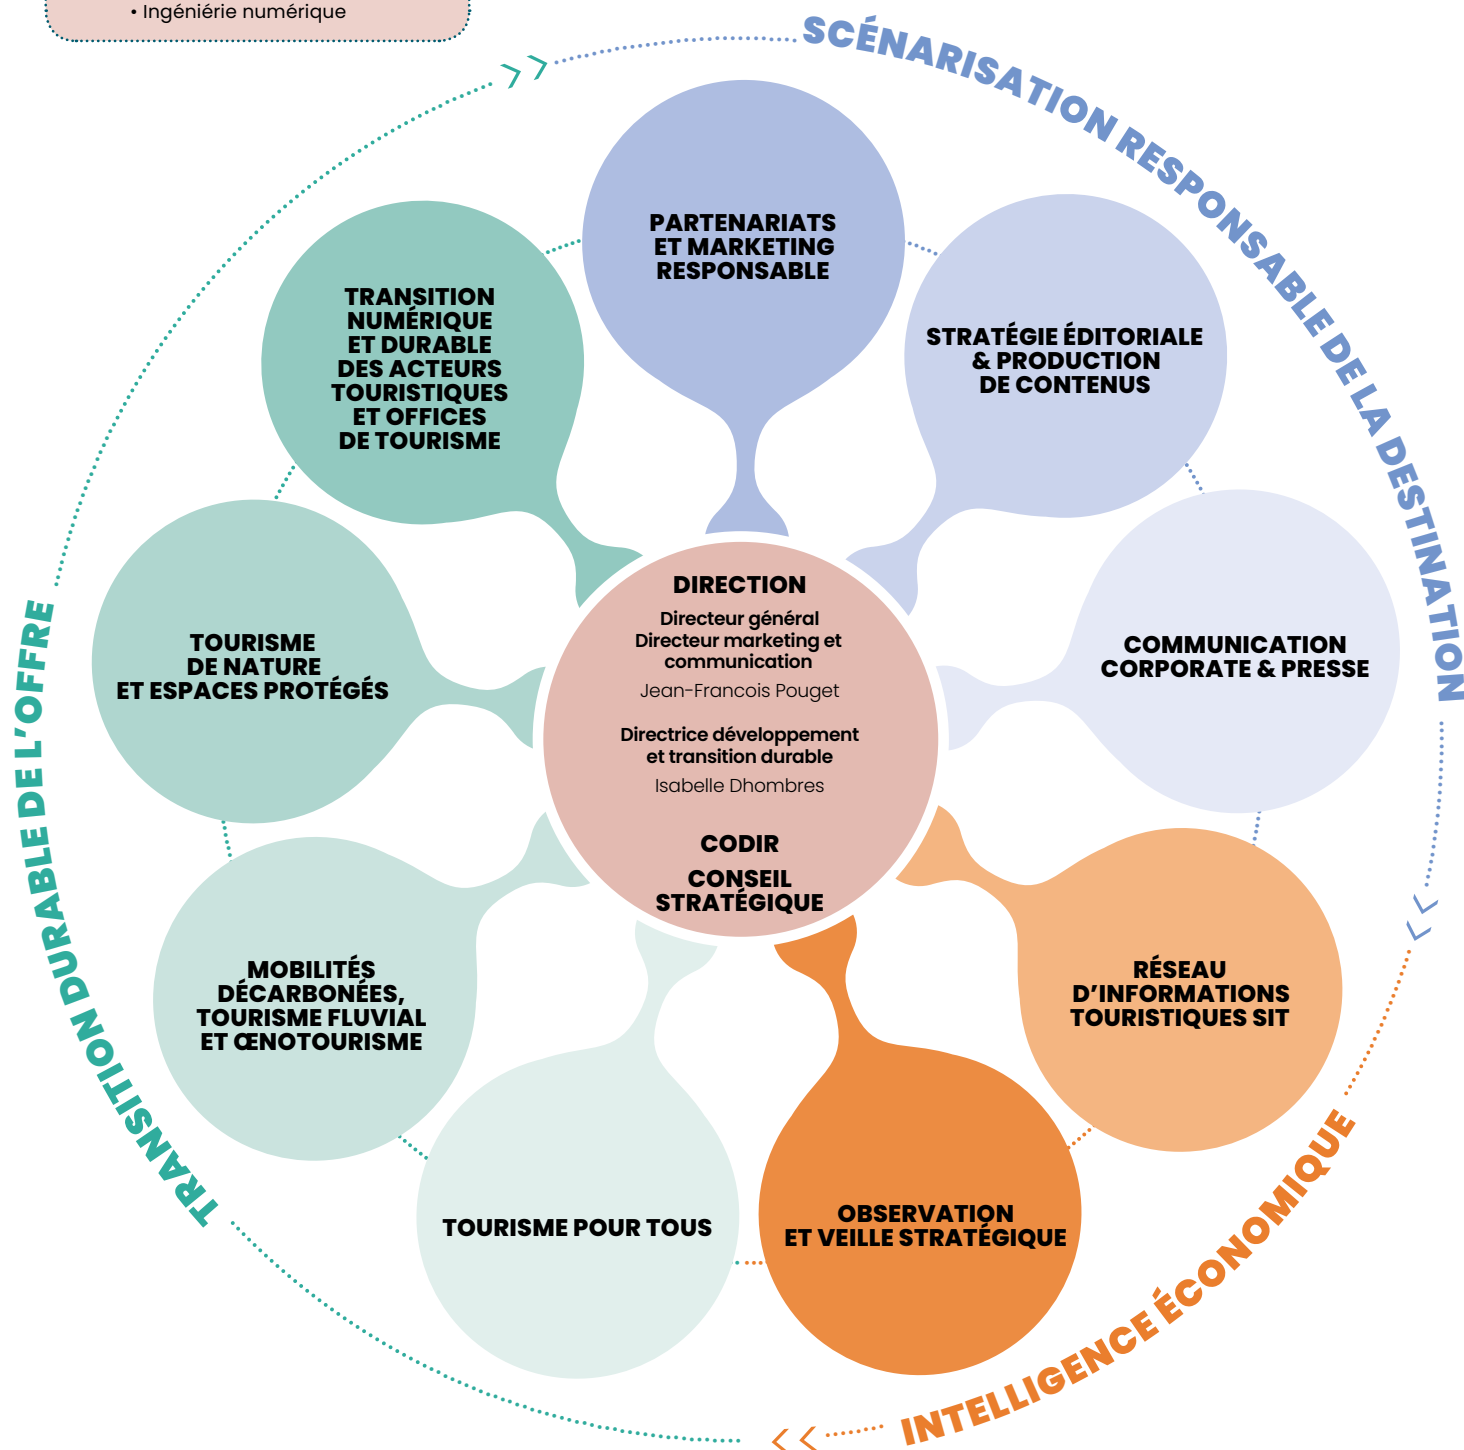 • Ingéniérie numérique
SCÉNARISATION RESPONSABLE DE LA DESTINATION
PARTENARIATS
ET MARKETING
RESPONSABLE
STRATÉGIE ÉDITORIALE
& PRODUCTION
DE CONTENUS
COMMUNICATION
CORPORATE & PRESSE
INTELLIGENCE ÉCONOMIQUE
RÉSEAU
D’INFORMATIONS
TOURISTIQUES SIT
OBSERVATION
ET VEILLE STRATÉGIQUE
TRANSITION DURABLE DE L’OFFRE
TOURISME POUR TOUS
MOBILITÉS
DÉCARBONÉES,
TOURISME FLUVIAL
ET ŒNOTOURISME
TOURISME
DE NATURE
ET ESPACES PROTÉGÉS
TRANSITION
NUMÉRIQUE
ET DURABLE
DES ACTEURS
TOURISTIQUES
ET OFFICES
DE TOURISME
DIRECTION
Directeur général
Directeur marketing et
communication
Jean-Francois Pouget
Directrice développement
et transition durable
Isabelle Dhombres
CODIR
CONSEIL
STRATÉGIQUE